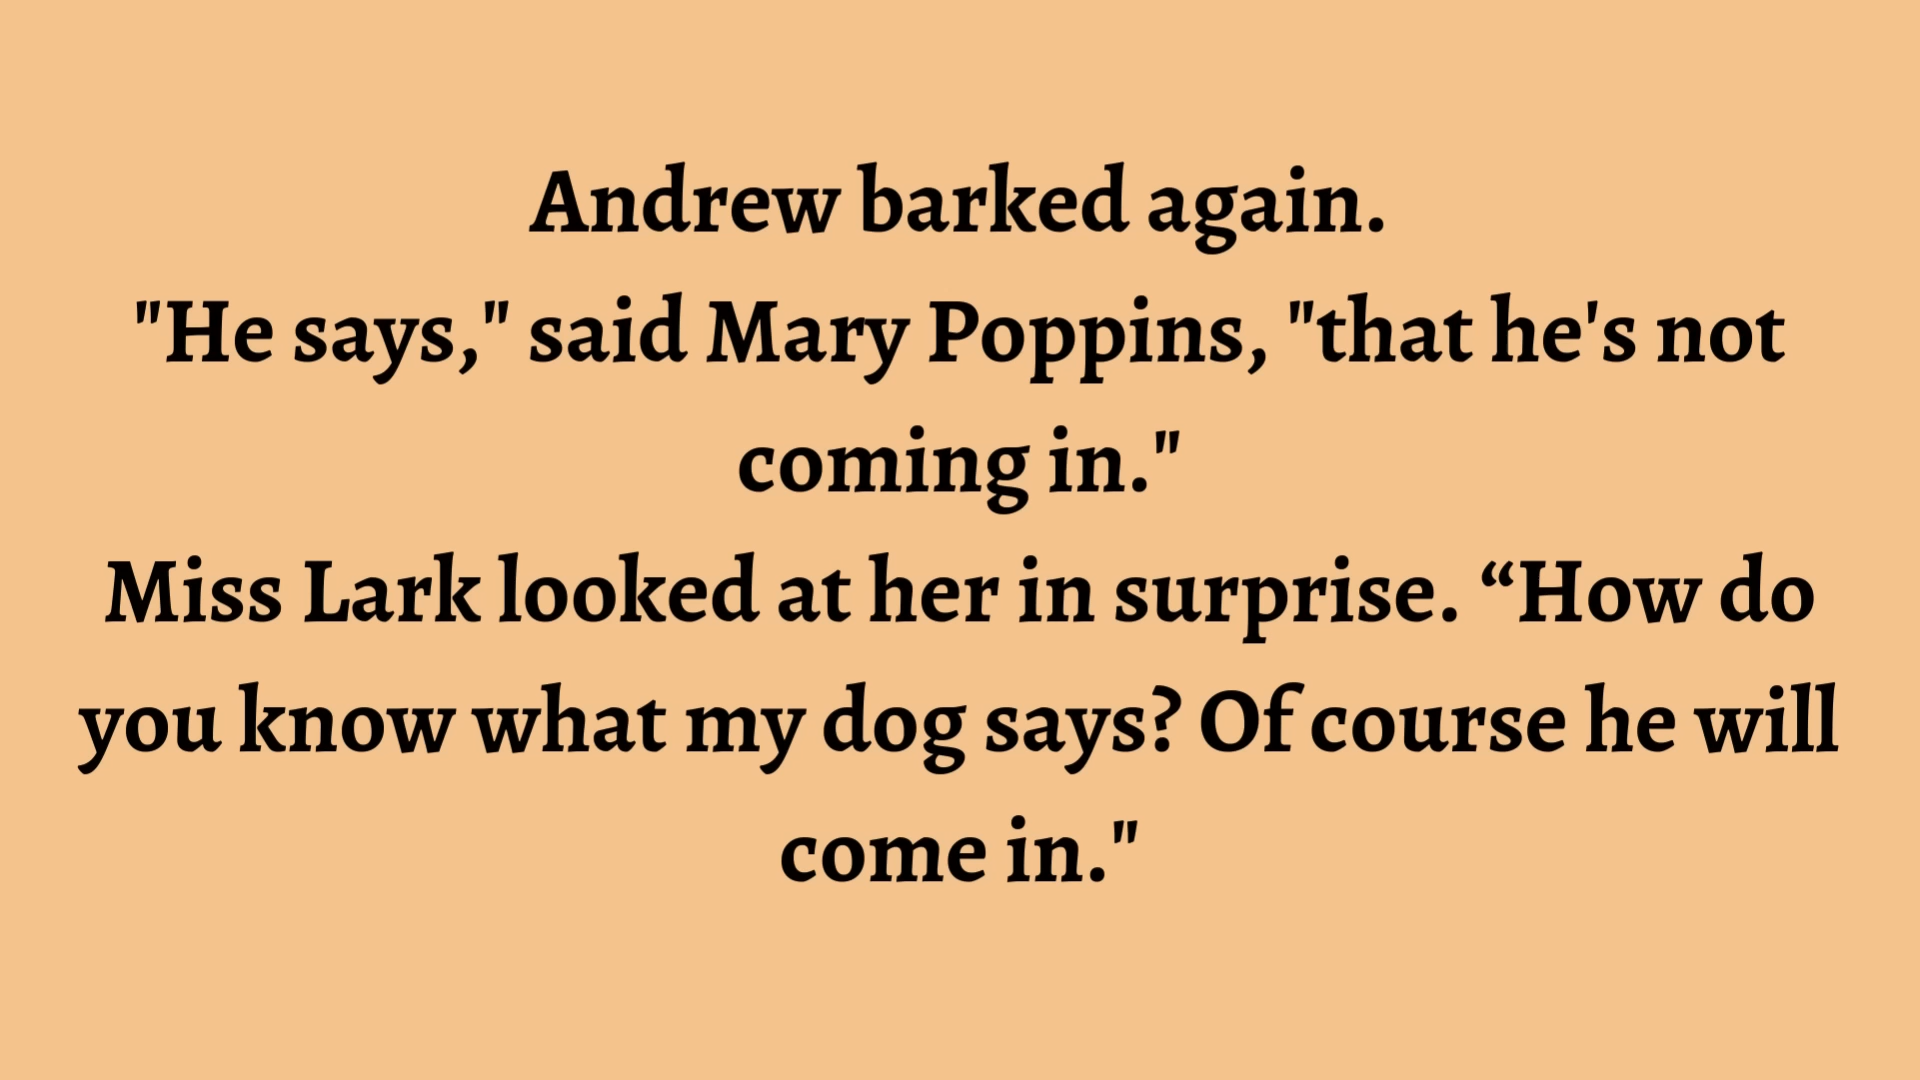 Andrew barked again.
"He says," said Mary Poppins, "that he's not
coming in."
Miss Lark looked at her in surprise. “How do
you know what my dog says? Of course he will
come in."